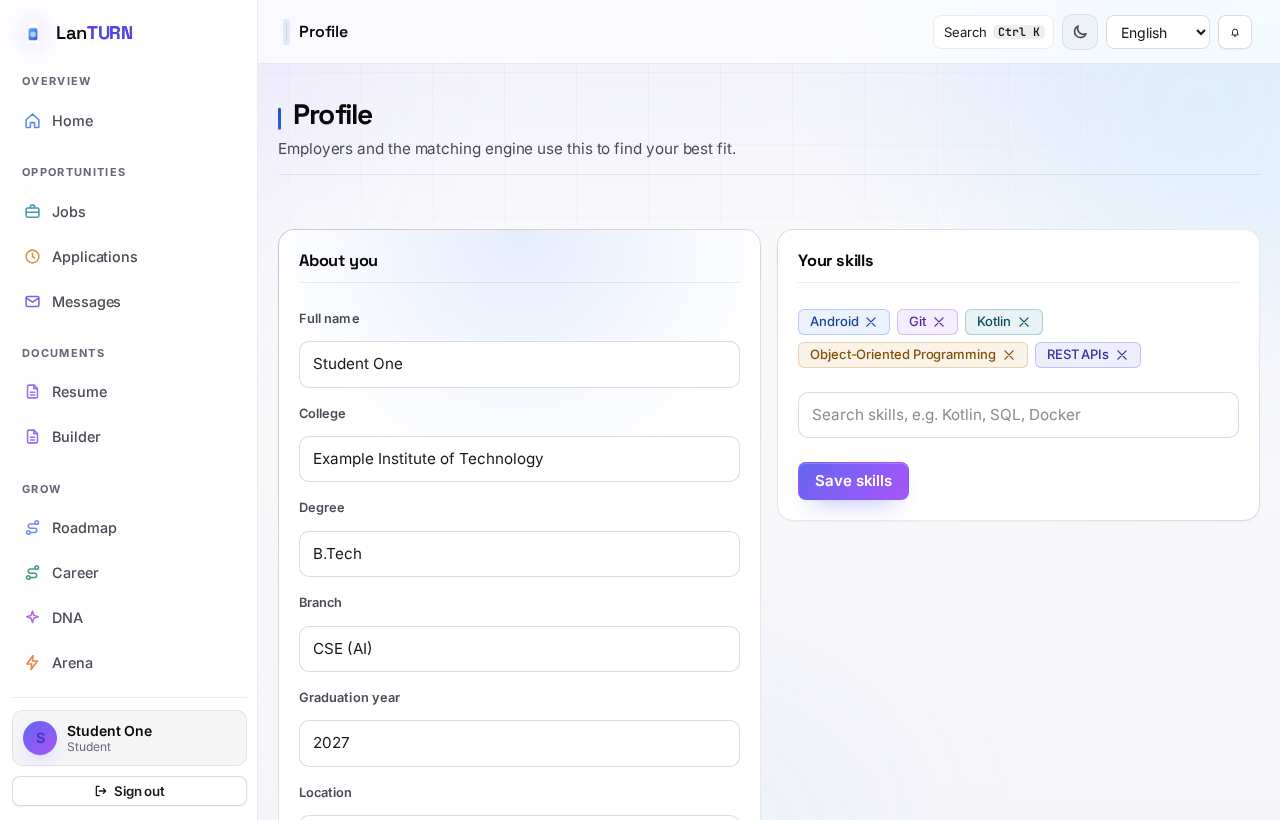 LanTURN
OVERVIEW
Home
OPPORTUNITIES
Jobs
Applications
Messages
DOCUMENTS
Resume
Builder
GROW
Roadmap
Career
DNA
Arena
S
Student One
Student
Sign out
Profile
Search Ctrl K
English
Profile
Employers and the matching engine use this to find your best fit.
About you
Full name
Student One
College
Example Institute of Technology
Degree
B.Tech
Branch
CSE (AI)
Graduation year
2027
Location
Your skills
Android Git Kotlin
Object-Oriented Programming REST APIs
Search skills, e.g. Kotlin, SQL, Docker
Save skills